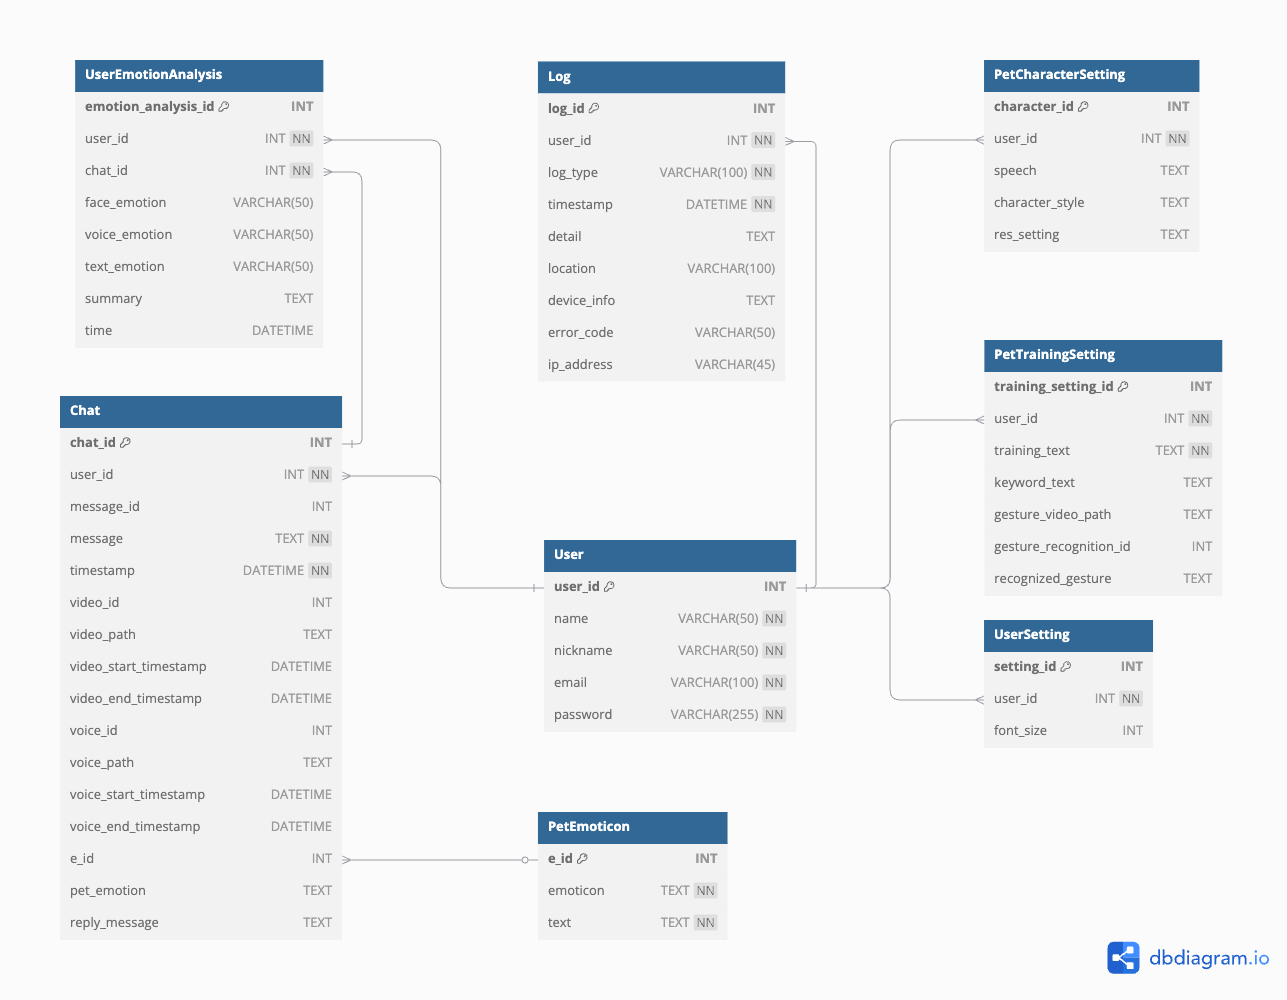 UserEmotionAnalysis
emotion_analysis_id INT
user_id INT NN
chat_id INT NN
face_emotion VARCHAR(50)
voice_emotion VARCHAR(50)
text_emotion VARCHAR(50)
summary TEXT
time DATETIME
Log
log_id INT
user_id INT NN
log_type VARCHAR(100) NN
timestamp DATETIME NN
detail TEXT
location VARCHAR(100)
device_info TEXT
error_code VARCHAR(50)
ip_address VARCHAR(45)
PetCharacterSetting
character_id INT
user_id INT NN
speech TEXT
character_style TEXT
res_setting TEXT
PetTrainingSetting
training_setting_id INT
user_id INT NN
training_text TEXT NN
keyword_text TEXT
gesture_video_path TEXT
gesture_recognition_id INT
recognized_gesture TEXT
Chat
chat_id INT
user_id INT NN
message_id INT
message TEXT NN
timestamp DATETIME NN
video_id INT
video_path TEXT
video_start_timestamp DATETIME
video_end_timestamp DATETIME
voice_id INT
voice_path TEXT
voice_start_timestamp DATETIME
voice_end_timestamp DATETIME
e_id INT
pet_emotion TEXT
reply_message TEXT
User
user_id INT
name VARCHAR(50) NN
nickname VARCHAR(50) NN
email VARCHAR(100) NN
password VARCHAR(255) NN
UserSetting
setting_id INT
user_id INT NN
font_size INT
PetEmoticon
e_id INT
emoticon TEXT NN
text TEXT NN
dbdiagram.io